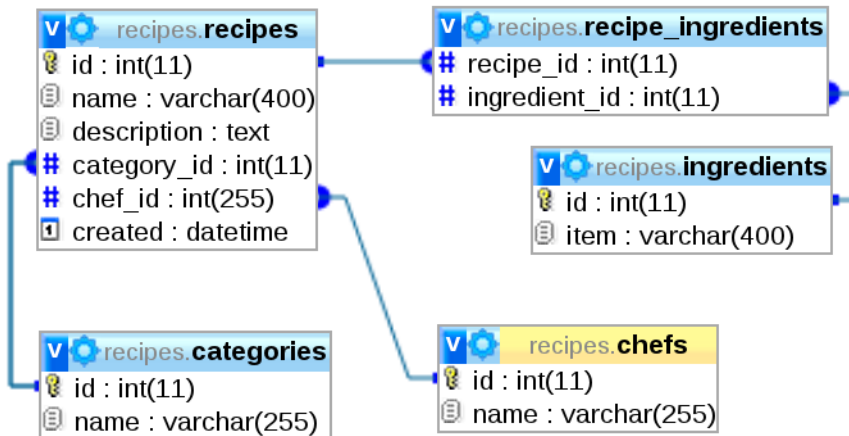 v recipes.recipes
id : int(11)
name : varchar(400)
description : text
# category_id : int(11)
# chef_id : int(255)
1 created : datetime
v recipes.recipe_ingredients
# recipe_id : int(11)
# ingredient_id : int(11)
v recipes.ingredients
id : int(11)
item : varchar(400)
v recipes.categories
id : int(11)
name : varchar(255)
v recipes.chefs
id : int(11)
name : varchar(255)